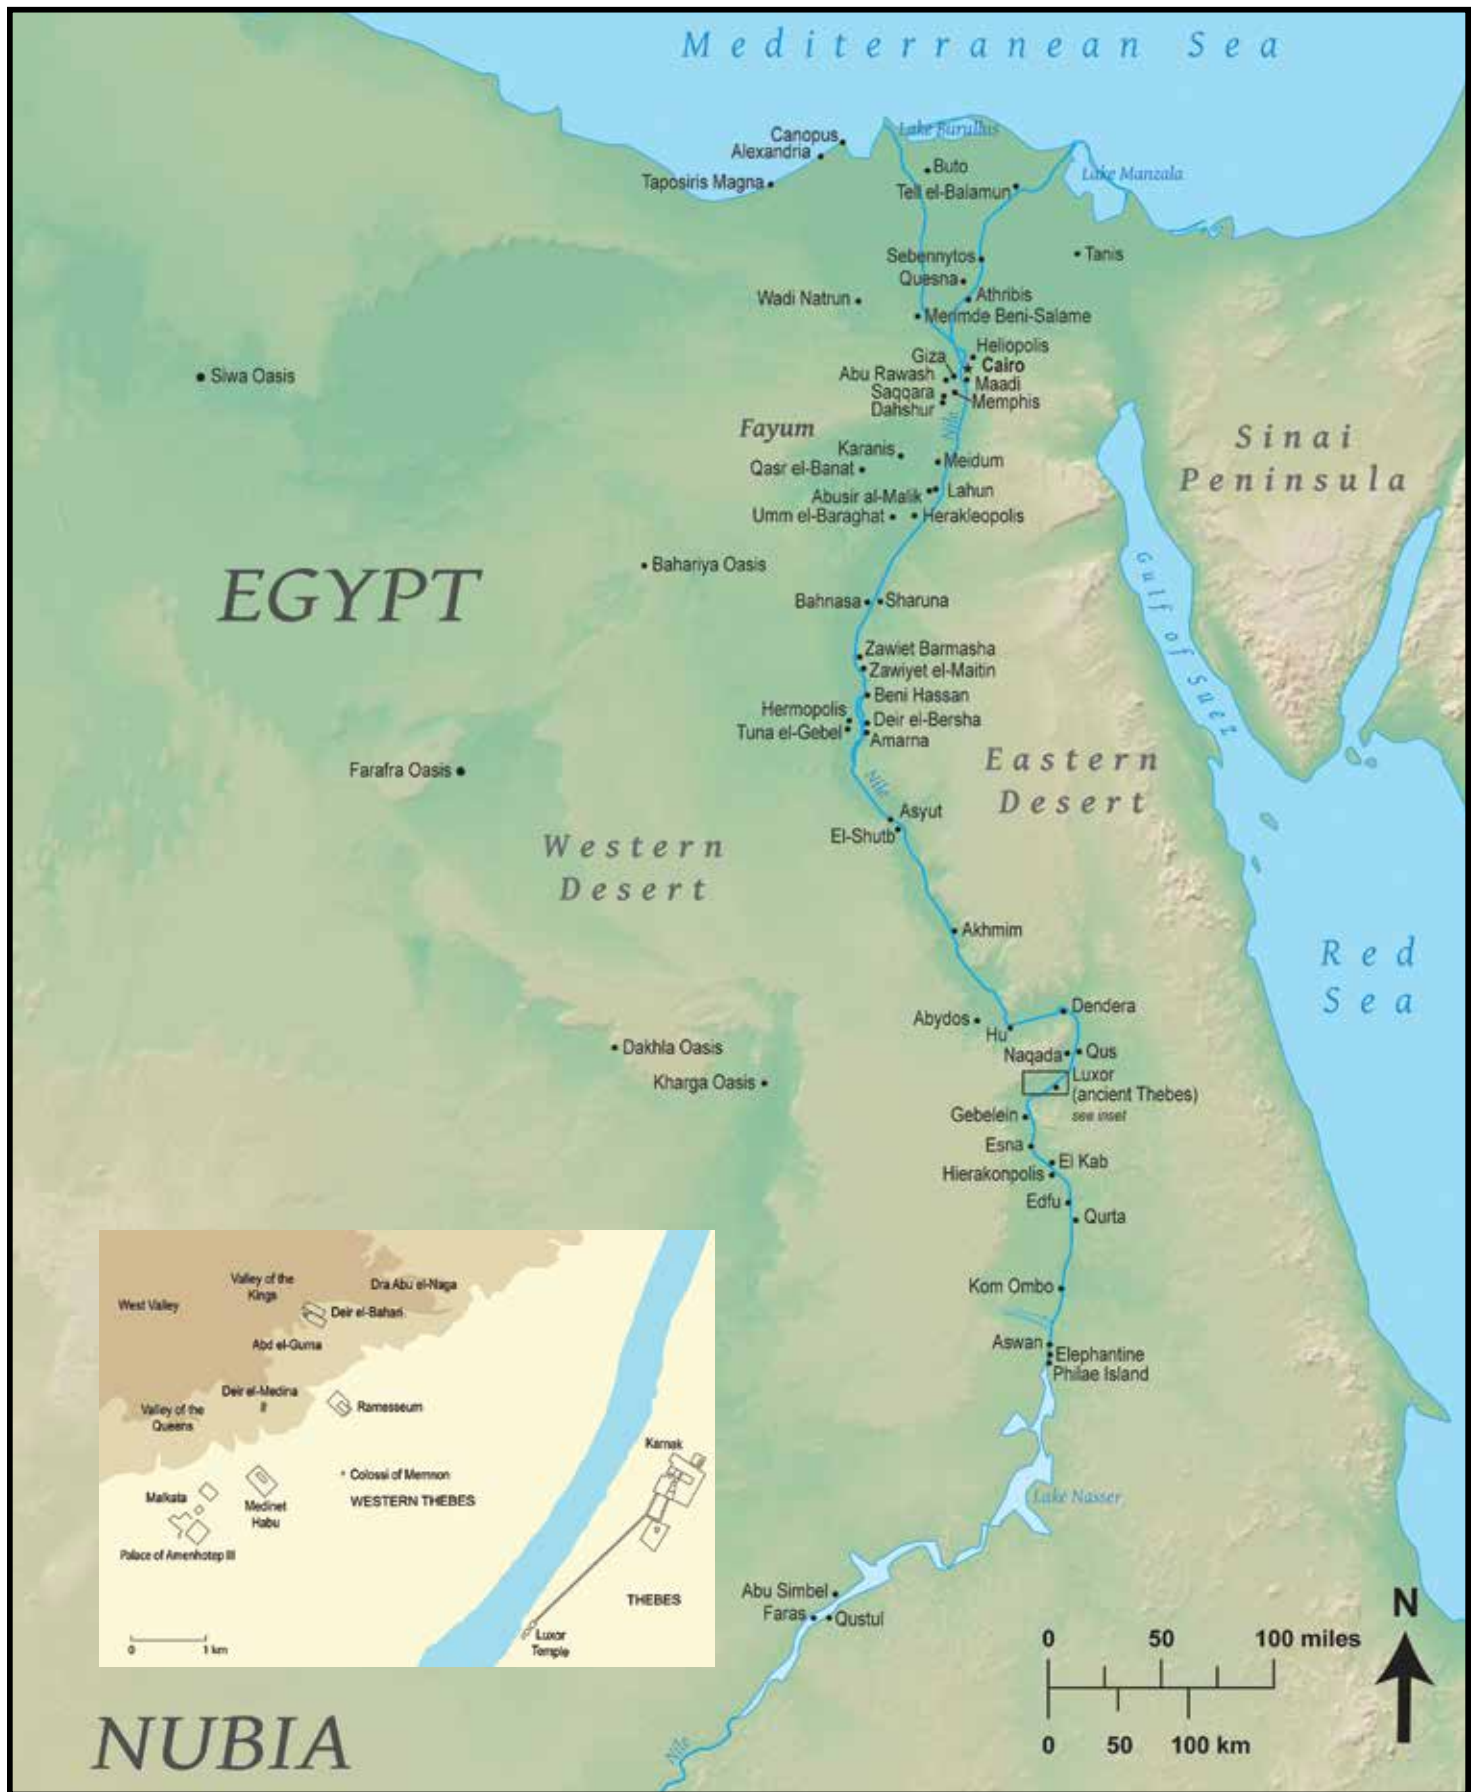 Mediterranean Sea
Lake Burullus
Canopus
Alexandria
Taposiris Magna
Buto
Tell el-Balamun
Lake Manzala
Sebennytos
Tanis
Quesna
Wadi Natrun
Athribis
Merimde Beni-Salame
Heliopolis
Giza
Cairo
Abu Rawash
Maadi
Saqqara
Memphis
Dahshur
Siwa Oasis
Nile
Fayum
Karanis
Meidum
Qasr el-Banat
Abusir al-Malik
Lahun
Umm el-Baraghat
Herakleopolis
Sinai
Peninsula
Gulf of Suez
EGYPT
Bahariya Oasis
Bahnasa
Sharuna
Zawiet Barmasha
Zawiyet el-Maitin
Beni Hassan
Hermopolis
Deir el-Bersha
Tuna el-Gebel
Amarna
Farafra Oasis
Nile
Eastern
Desert
Asyut
El-Shutb
Western
Desert
Akhmim
Red
Sea
Dendera
Abydos
Hu
Dakhla Oasis
Naqada
Qus
Kharga Oasis
Luxor
(ancient Thebes)
see inset
Gebelein
Esna
El Kab
Hierakonpolis
Edfu
Qurta
Kom Ombo
Aswan
Elephantine
Philae Island
Lake Nasser
Abu Simbel
Faras
Qustul
Valley of the
Kings
Dra Abu el-Naga
West Valley
Deir el-Bahari
Abd el-Gurna
Deir el-Medina
Valley of the
Queens
Ramesseum
Karnak
Colossi of Memnon
Malkata
Medinet
Habu
WESTERN THEBES
Palace of Amenhotep III
THEBES
Luxor
Temple
0 1 km
N
0 50 100 miles
0 50 100 km
NUBIA
Nile